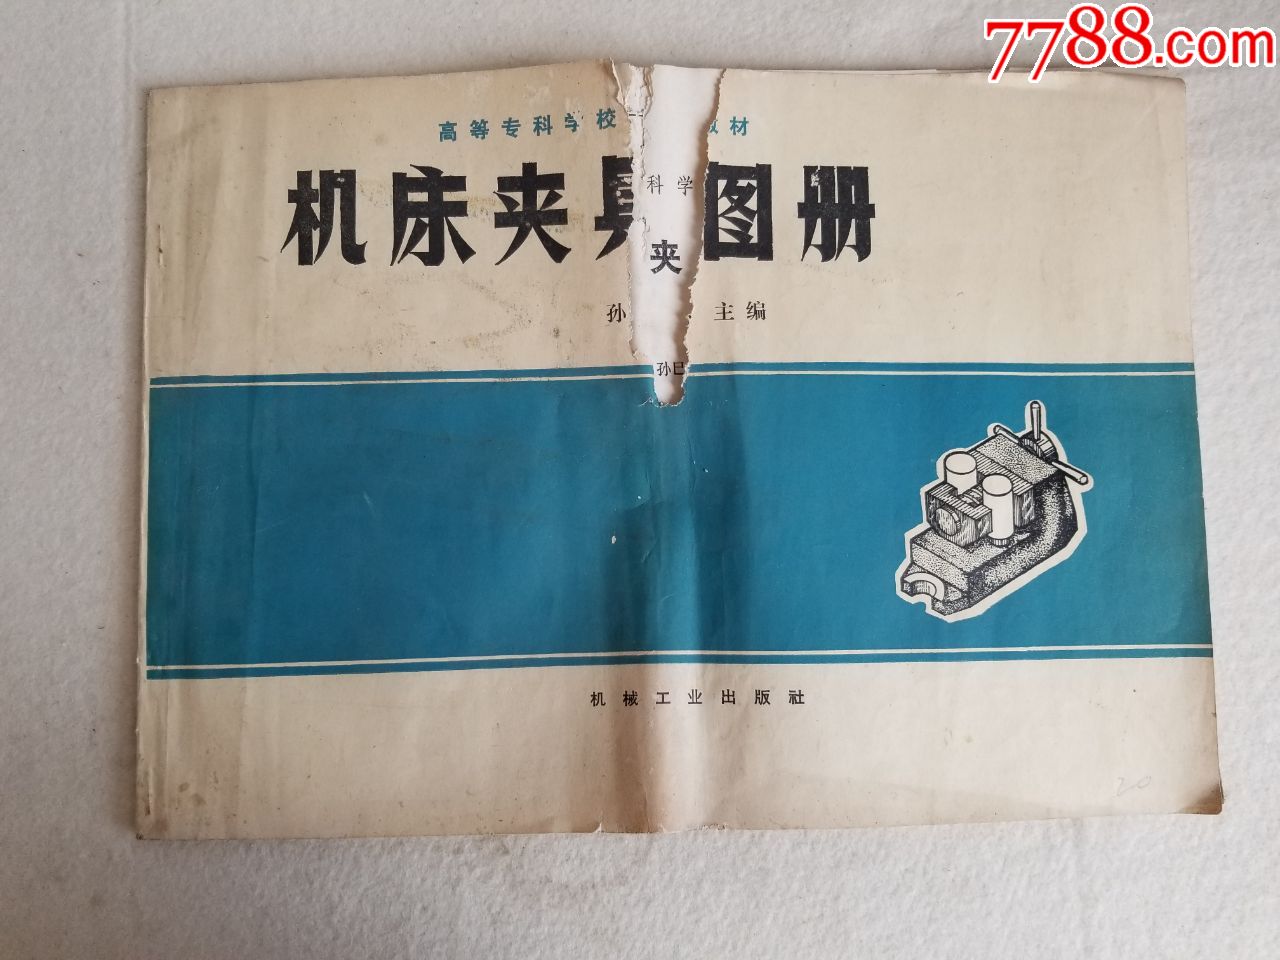 7788.com
高等专科学校 材
科学
机床夹具图册
夹
孙 主编
孙巳
机械工业出版社
20